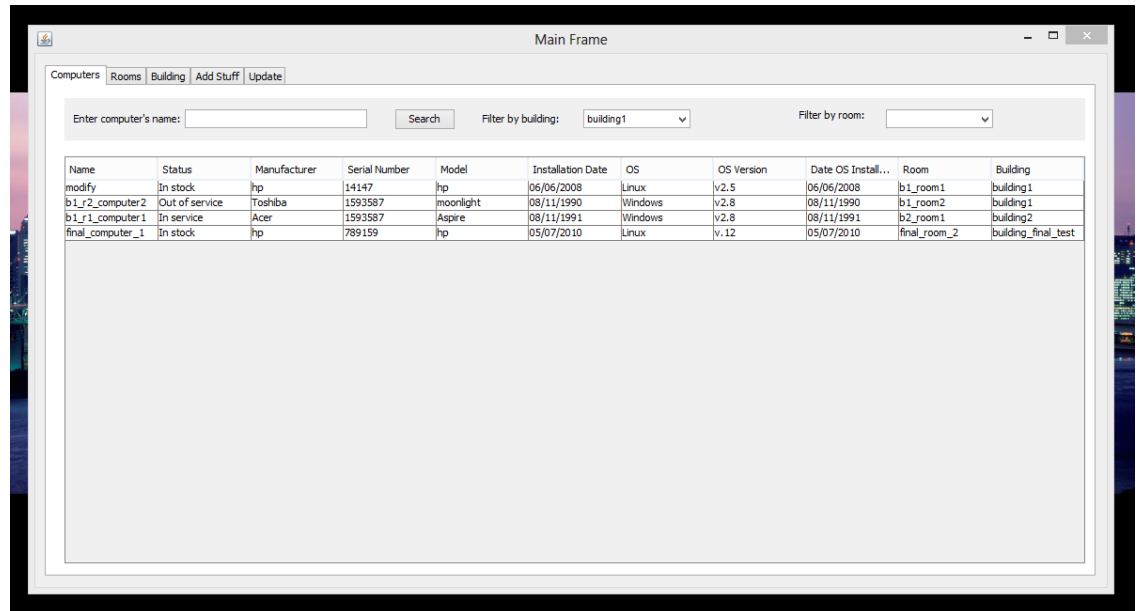 Main Frame
Computers Rooms Building Add Stuff Update
Enter computer's name: Search Filter by building: building1 Filter by room:
Name Status Manufacturer Serial Number Model Installation Date OS OS Version Date OS Install... Room Building
modify In stock hp 14147 hp 06/06/2008 Linux v2.5 06/06/2008 b1_room1 building1
b1_r2_computer2 Out of service Toshiba 1593587 moonlight 08/11/1990 Windows v2.8 08/11/1990 b1_room2 building1
b1_r1_computer1 In service Acer 1593587 Aspire 08/11/1991 Windows v2.8 08/11/1991 b2_room1 building2
final_computer_1 In stock hp 789159 hp 05/07/2010 Linux v.12 05/07/2010 final_room_2 building_final_test